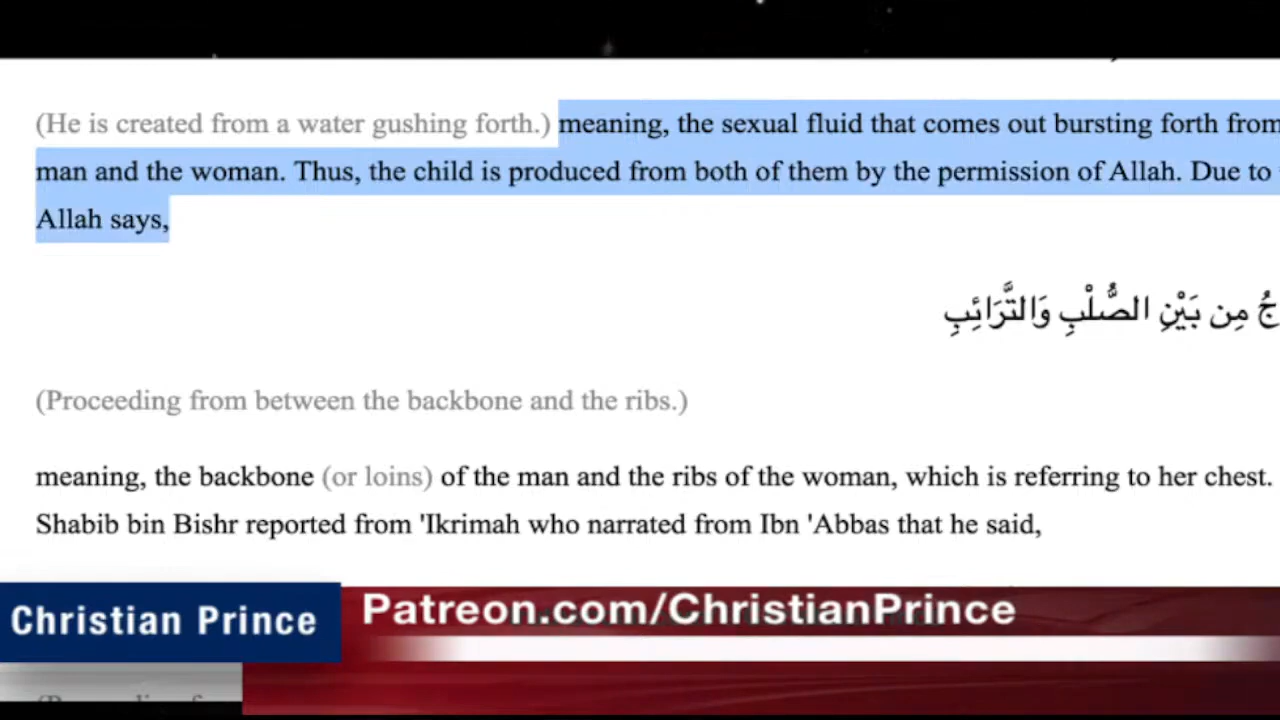 (He is created from a water gushing forth.) meaning, the sexual fluid that comes out bursting forth from
man and the woman. Thus, the child is produced from both of them by the permission of Allah. Due to
Allah says,
مِن بَيْنِ الصُّلْبِ وَالتَّرَائِبِ
(Proceeding from between the backbone and the ribs.)
meaning, the backbone (or loins) of the man and the ribs of the woman, which is referring to her chest.
Shabib bin Bishr reported from 'Ikrimah who narrated from Ibn 'Abbas that he said,
Christian Prince
Patreon.com/ChristianPrince